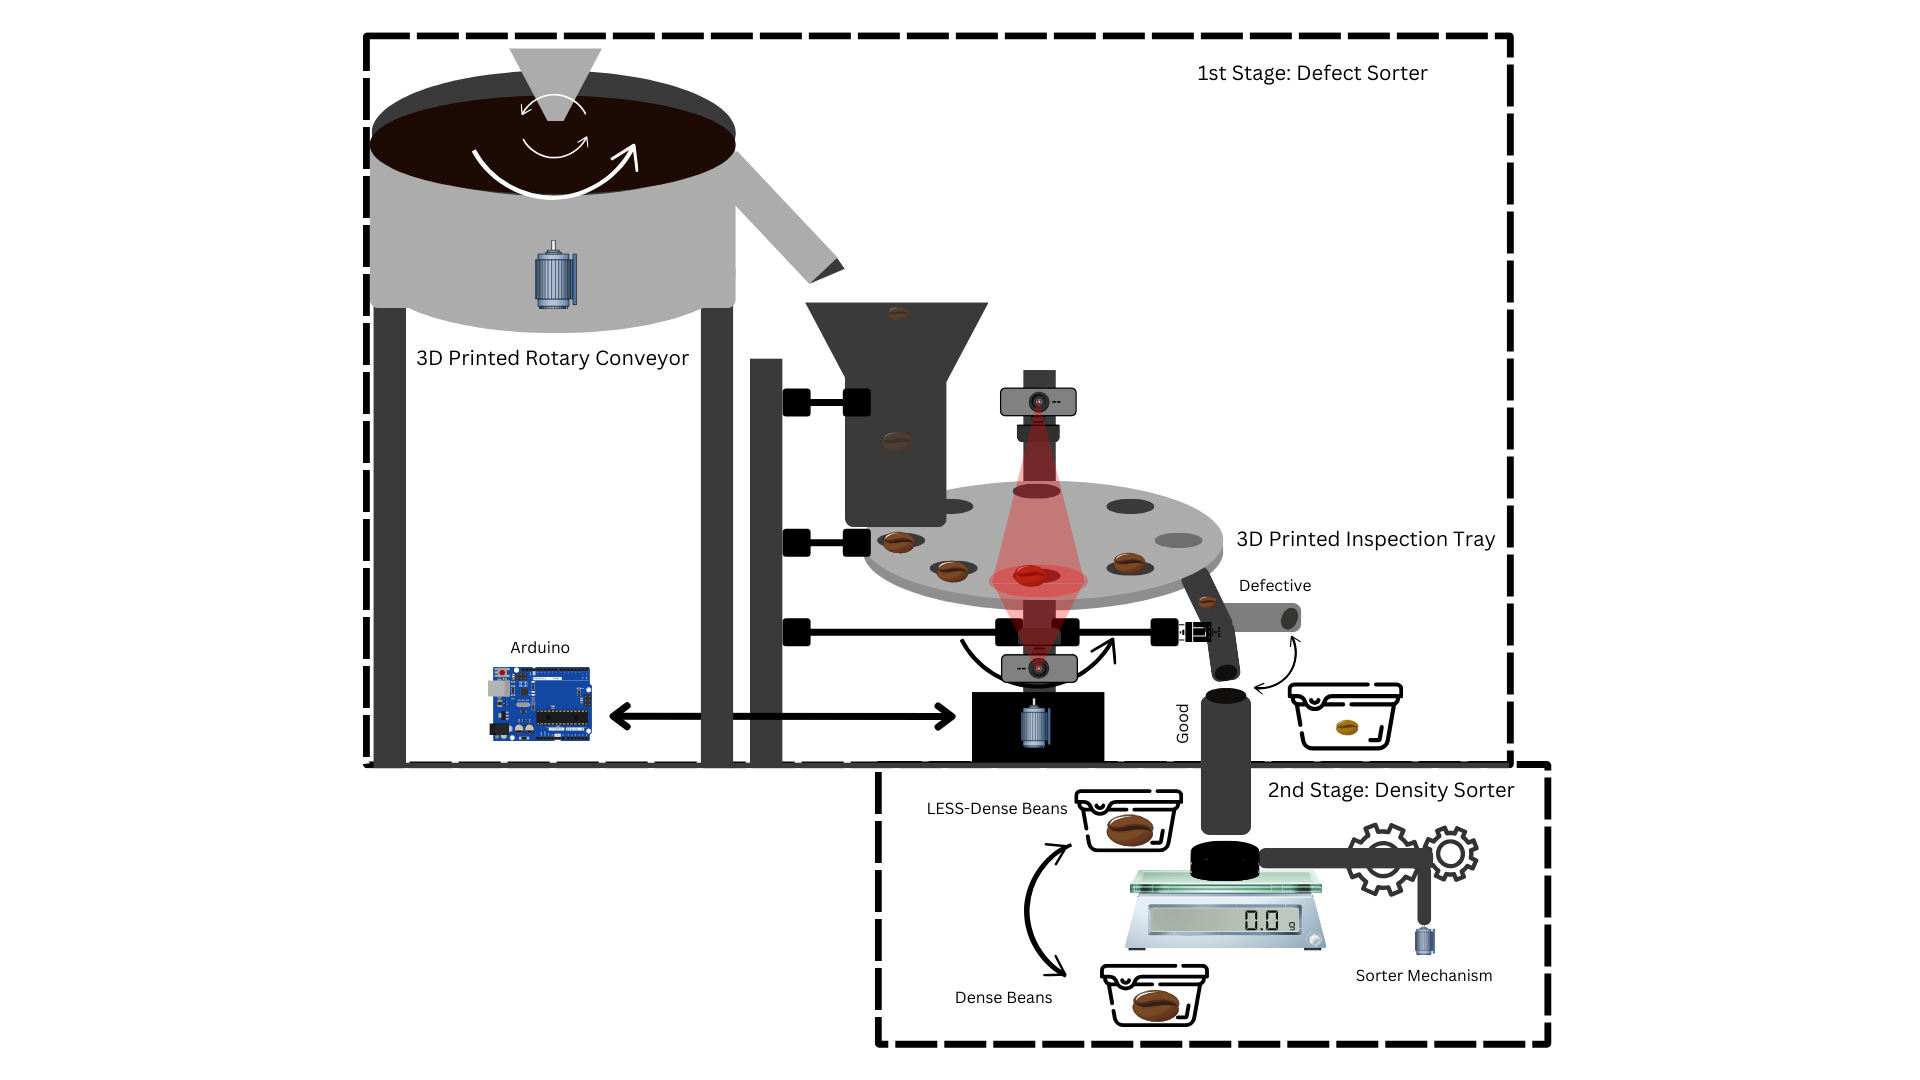 1st Stage: Defect Sorter
3D Printed Rotary Conveyor
3D Printed Inspection Tray
Defective
Arduino
Good
2nd Stage: Density Sorter
LESS-Dense Beans
0.0 g
Sorter Mechanism
Dense Beans